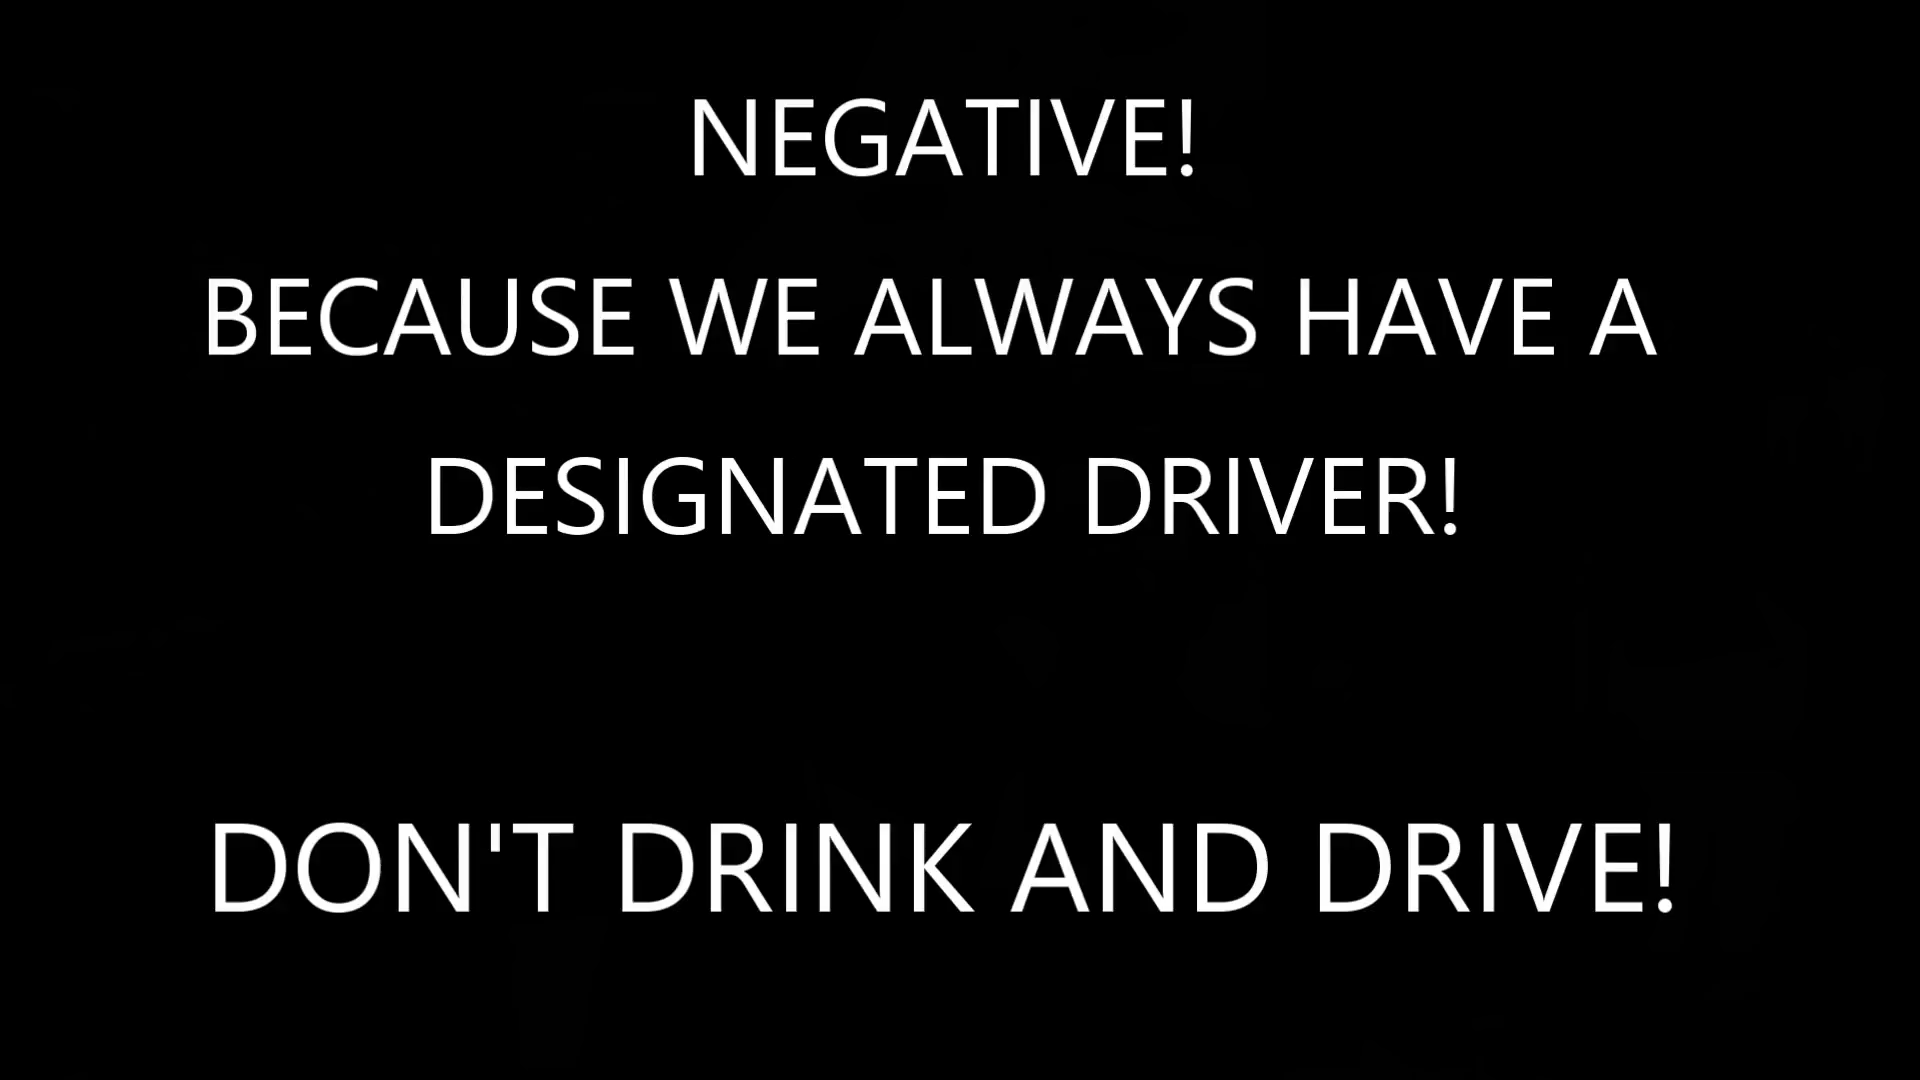 NEGATIVE!
BECAUSE WE ALWAYS HAVE A
DESIGNATED DRIVER!
DON'T DRINK AND DRIVE!